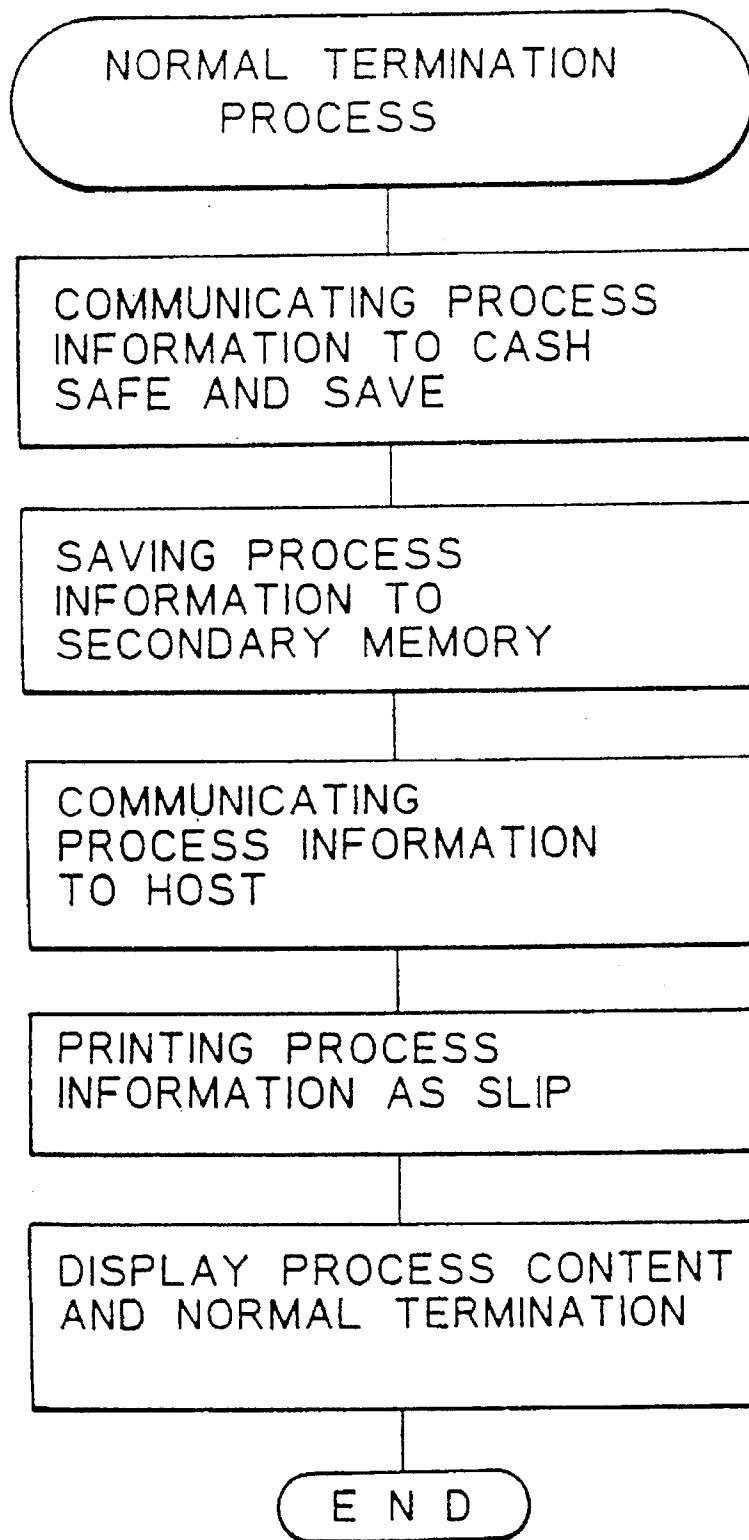 NORMAL TERMINATION
PROCESS
COMMUNICATING PROCESS
INFORMATION TO CASH
SAFE AND SAVE
SAVING PROCESS
INFORMATION TO
SECONDARY MEMORY
COMMUNICATING
PROCESS INFORMATION
TO HOST
PRINTING PROCESS
INFORMATION AS SLIP
DISPLAY PROCESS CONTENT
AND NORMAL TERMINATION
END